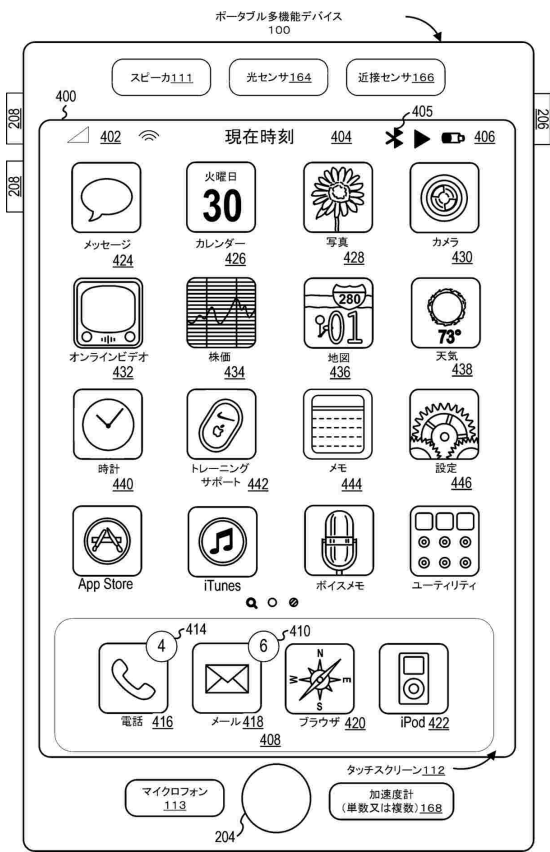 ポータブル多機能デバイス
100
スピーカ111
光センサ164
近接センサ166
400
405
208
206
402
現在時刻
404
406
208
火曜日
30
メッセージ
424
カレンダー
426
写真
428
カメラ
430
280
01
73°
オンラインビデオ
432
株価
434
地図
436
天気
438
時計
440
トレーニング
サポート 442
メモ
444
設定
446
App Store
iTunes
ボイスメモ
ユーティリティ
4
414
6
410
N
W E
S
電話 416
メール 418
ブラウザ 420
iPod 422
408
タッチスクリーン112
マイクロフォン
113
加速度計
(単数又は複数)168
204